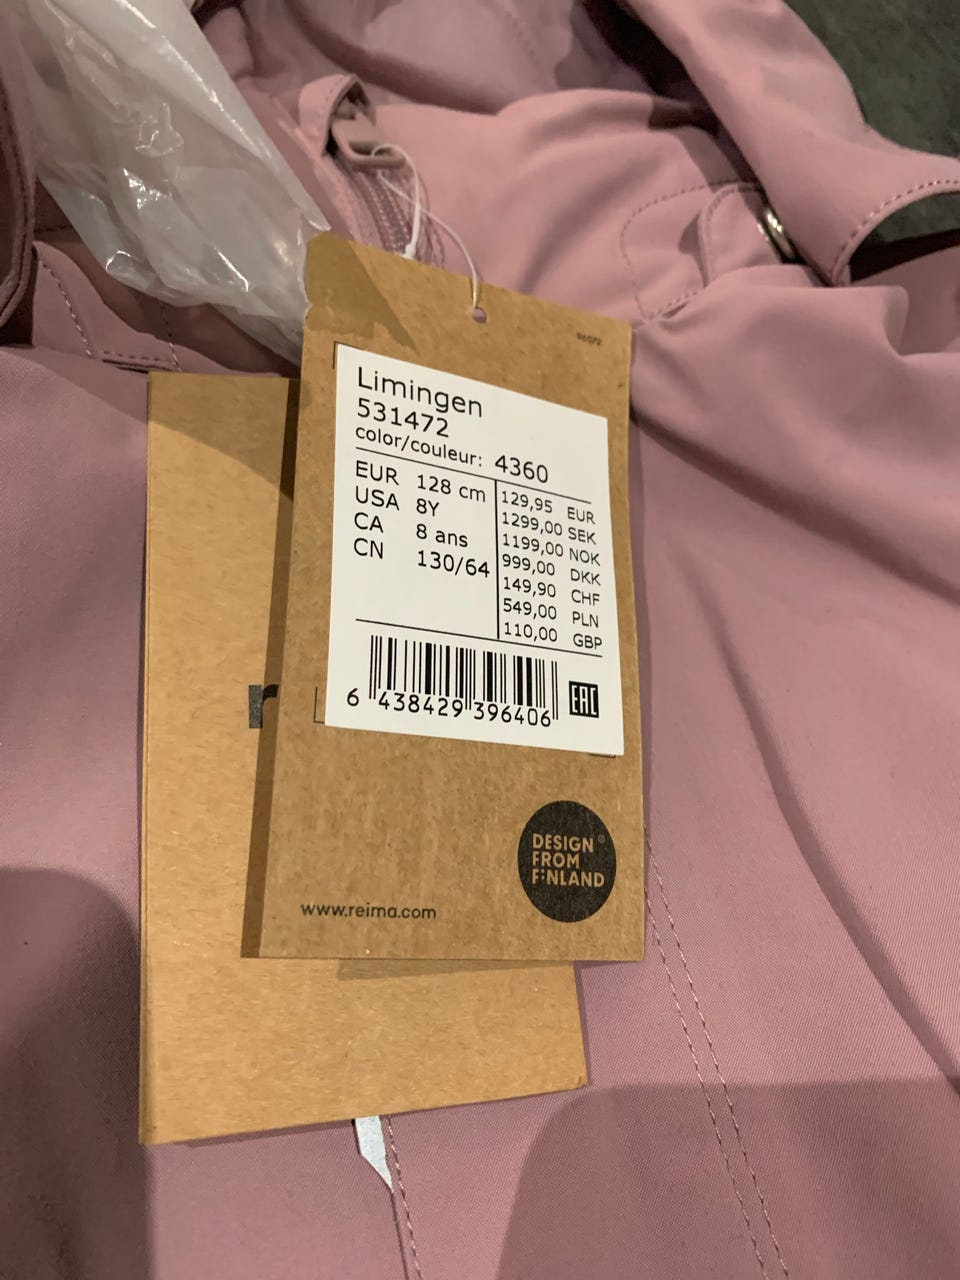 96072
Limingen
531472
color/couleur: 4360
EUR 128 cm
USA 8Y
CA 8 ans
CN 130/64
129,95 EUR
1299,00 SEK
1199,00 NOK
999,00 DKK
149,90 CHF
549,00 PLN
110,00 GBP
6 438429 396406
EAC
r
DESIGN®
FROM
FINLAND
www.reima.com